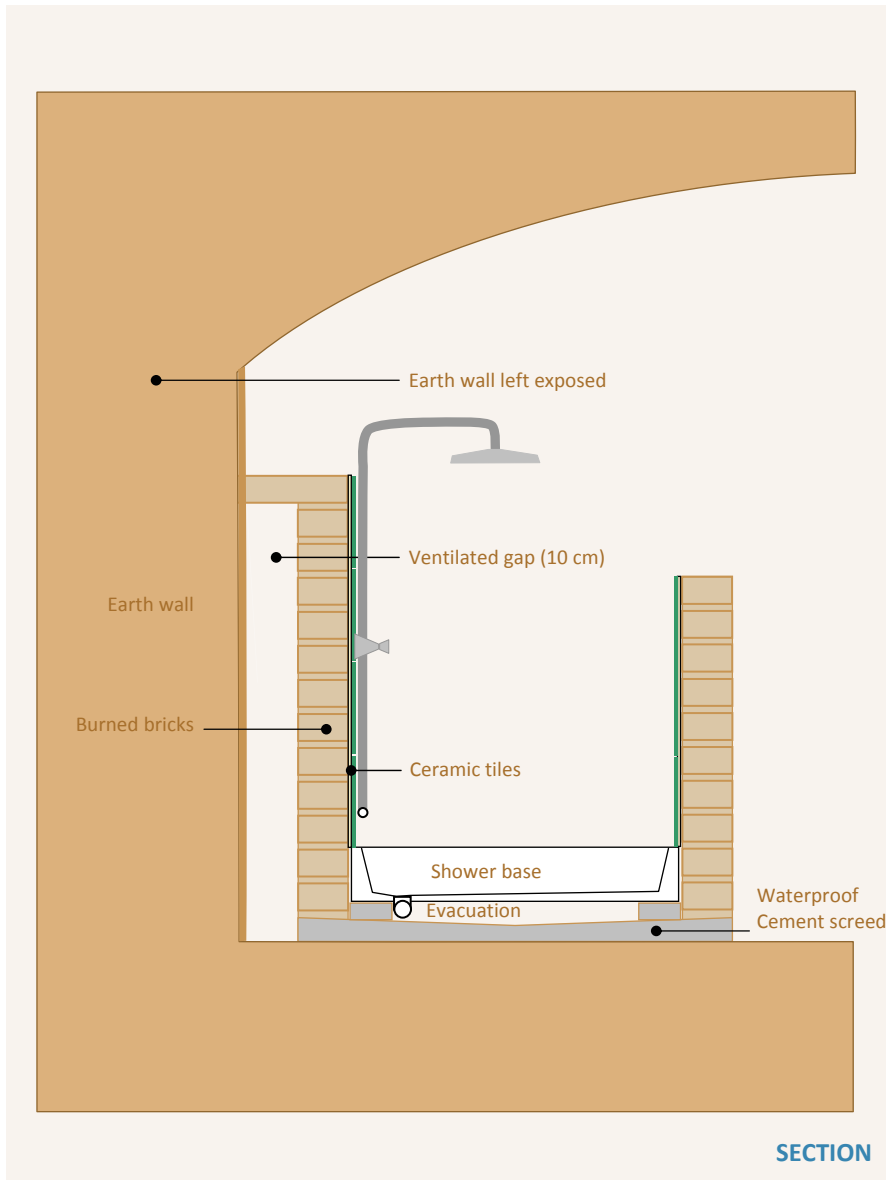 Earth wall left exposed
Ventilated gap (10 cm)
Earth wall
Burned bricks
Ceramic tiles
Shower base
Evacuation
Waterproof
Cement screed
SECTION